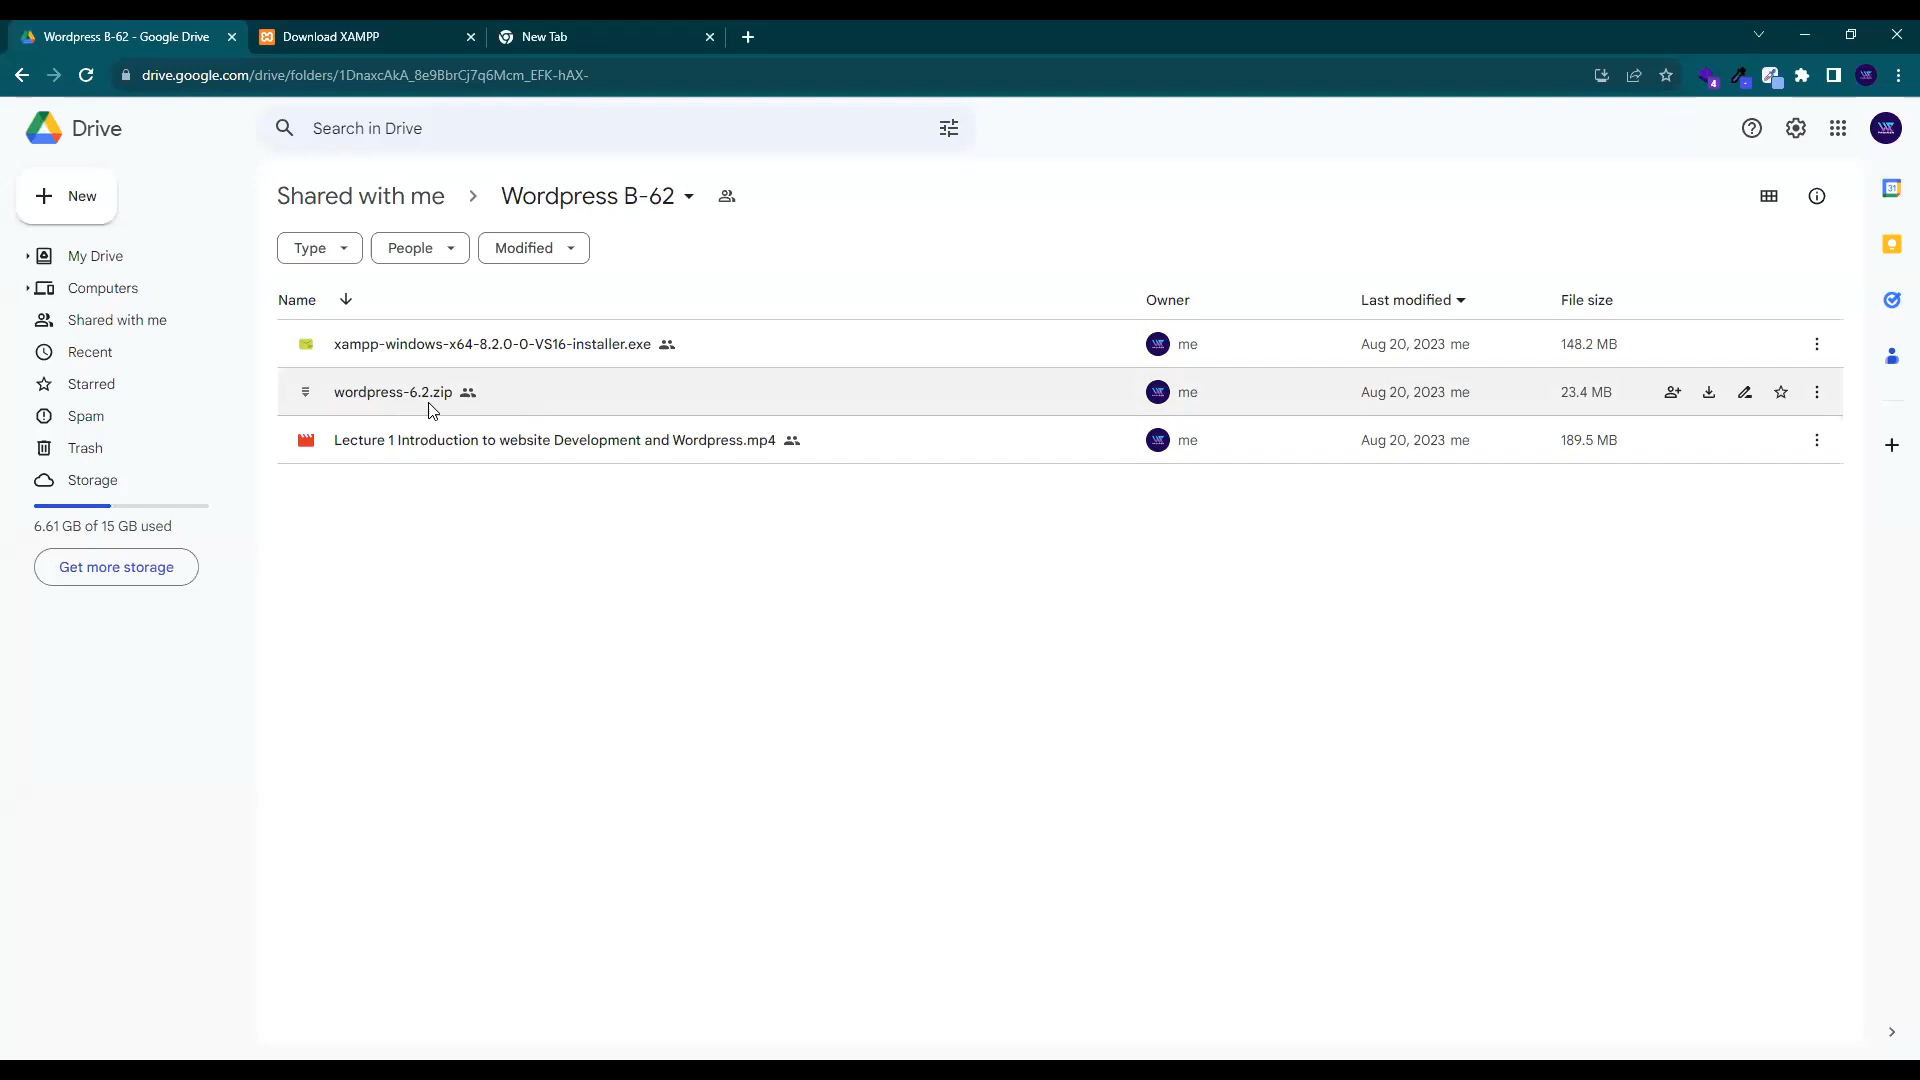 Wordpress B-62 - Google Drive
Download XAMPP
New Tab
drive.google.com/drive/folders/1DnaxcAkA_8e9BbrCj7q6Mcm_EFK-hAX-
4
Drive
Search in Drive
New
Shared with me
Wordpress B-62
31
Type
People
Modified
My Drive
Computers
Shared with me
Recent
Starred
Spam
Trash
Storage
6.61 GB of 15 GB used
Get more storage
Name Owner Last modified File size
xampp-windows-x64-8.2.0-0-VS16-installer.exe me Aug 20, 2023 me 148.2 MB
wordpress-6.2.zip me Aug 20, 2023 me 23.4 MB
Lecture 1 Introduction to website Development and Wordpress.mp4 me Aug 20, 2023 me 189.5 MB